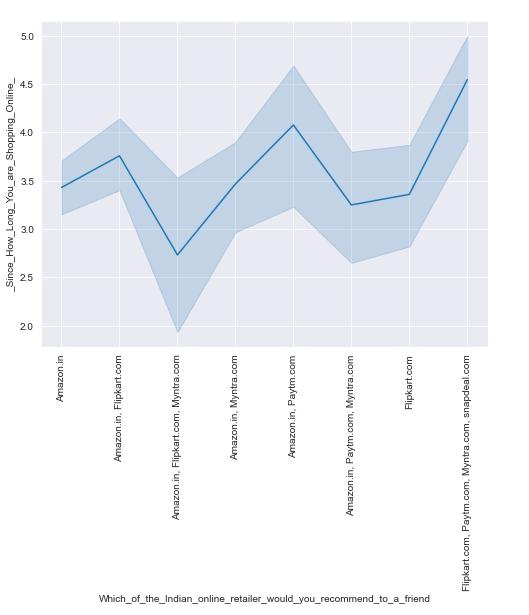 _Since_How_Long_You_are_Shopping_Online_
5.0
4.5
4.0
3.5
3.0
2.5
2.0
Amazon.in
Amazon.in, Flipkart.com
Amazon.in, Flipkart.com, Myntra.com
Amazon.in, Myntra.com
Amazon.in, Paytm.com
Amazon.in, Paytm.com, Myntra.com
Flipkart.com
Flipkart.com, Paytm.com, Myntra.com, snapdeal.com
Which_of_the_Indian_online_retailer_would_you_recommend_to_a_friend